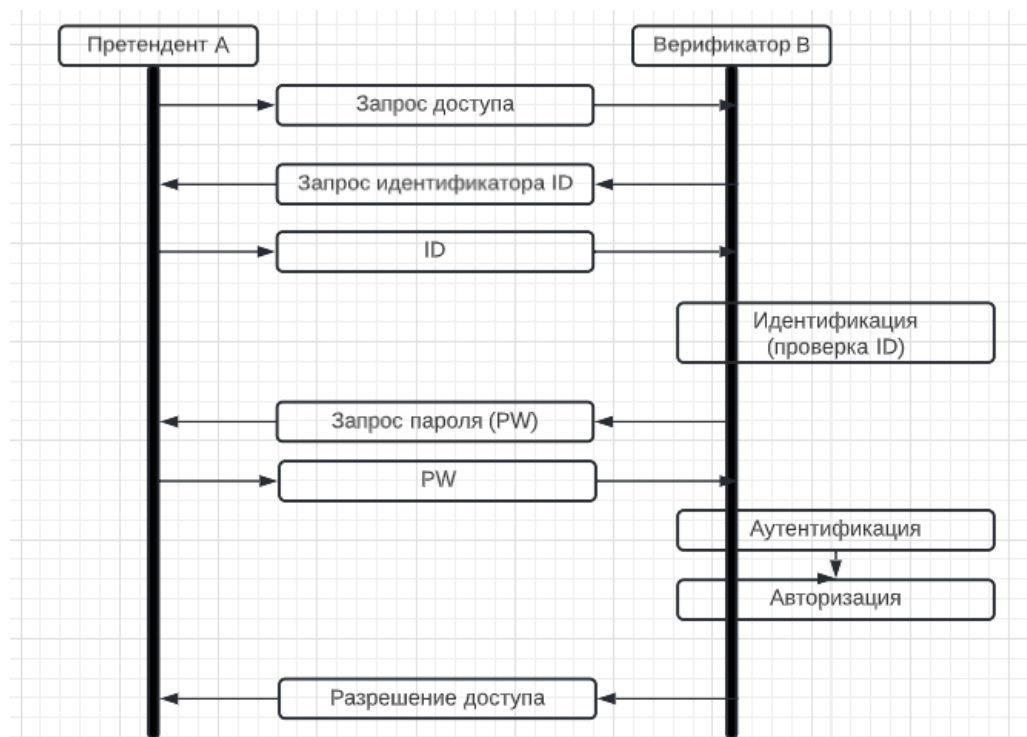 Претендент А
Верификатор В
Запрос доступа
Запрос идентификатора ID
ID
Идентификация
(проверка ID)
Запрос пароля (PW)
PW
Аутентификация
Авторизация
Разрешение доступа